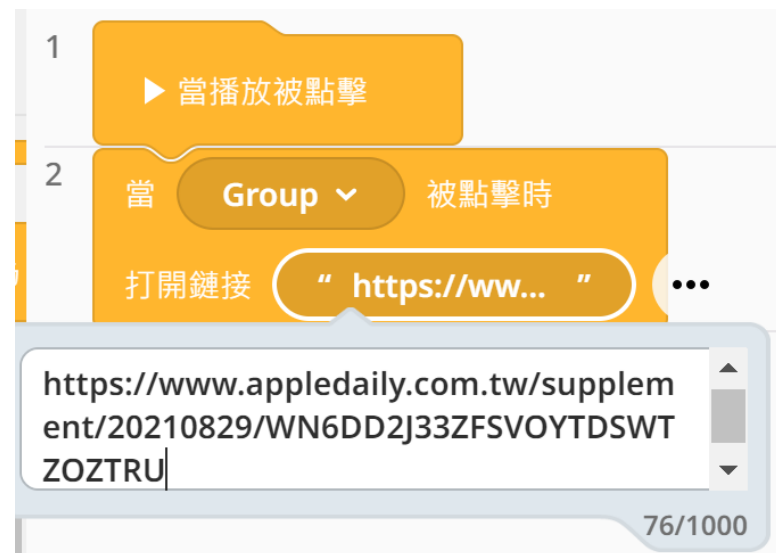 1
當播放被點擊
2
當 Group 被點擊時
打開鏈接 “ https://ww... ” •••
https://www.appledaily.com.tw/supplem
ent/20210829/WN6DD2J33ZFSVOYTDSWT
ZOZTRU
76/1000